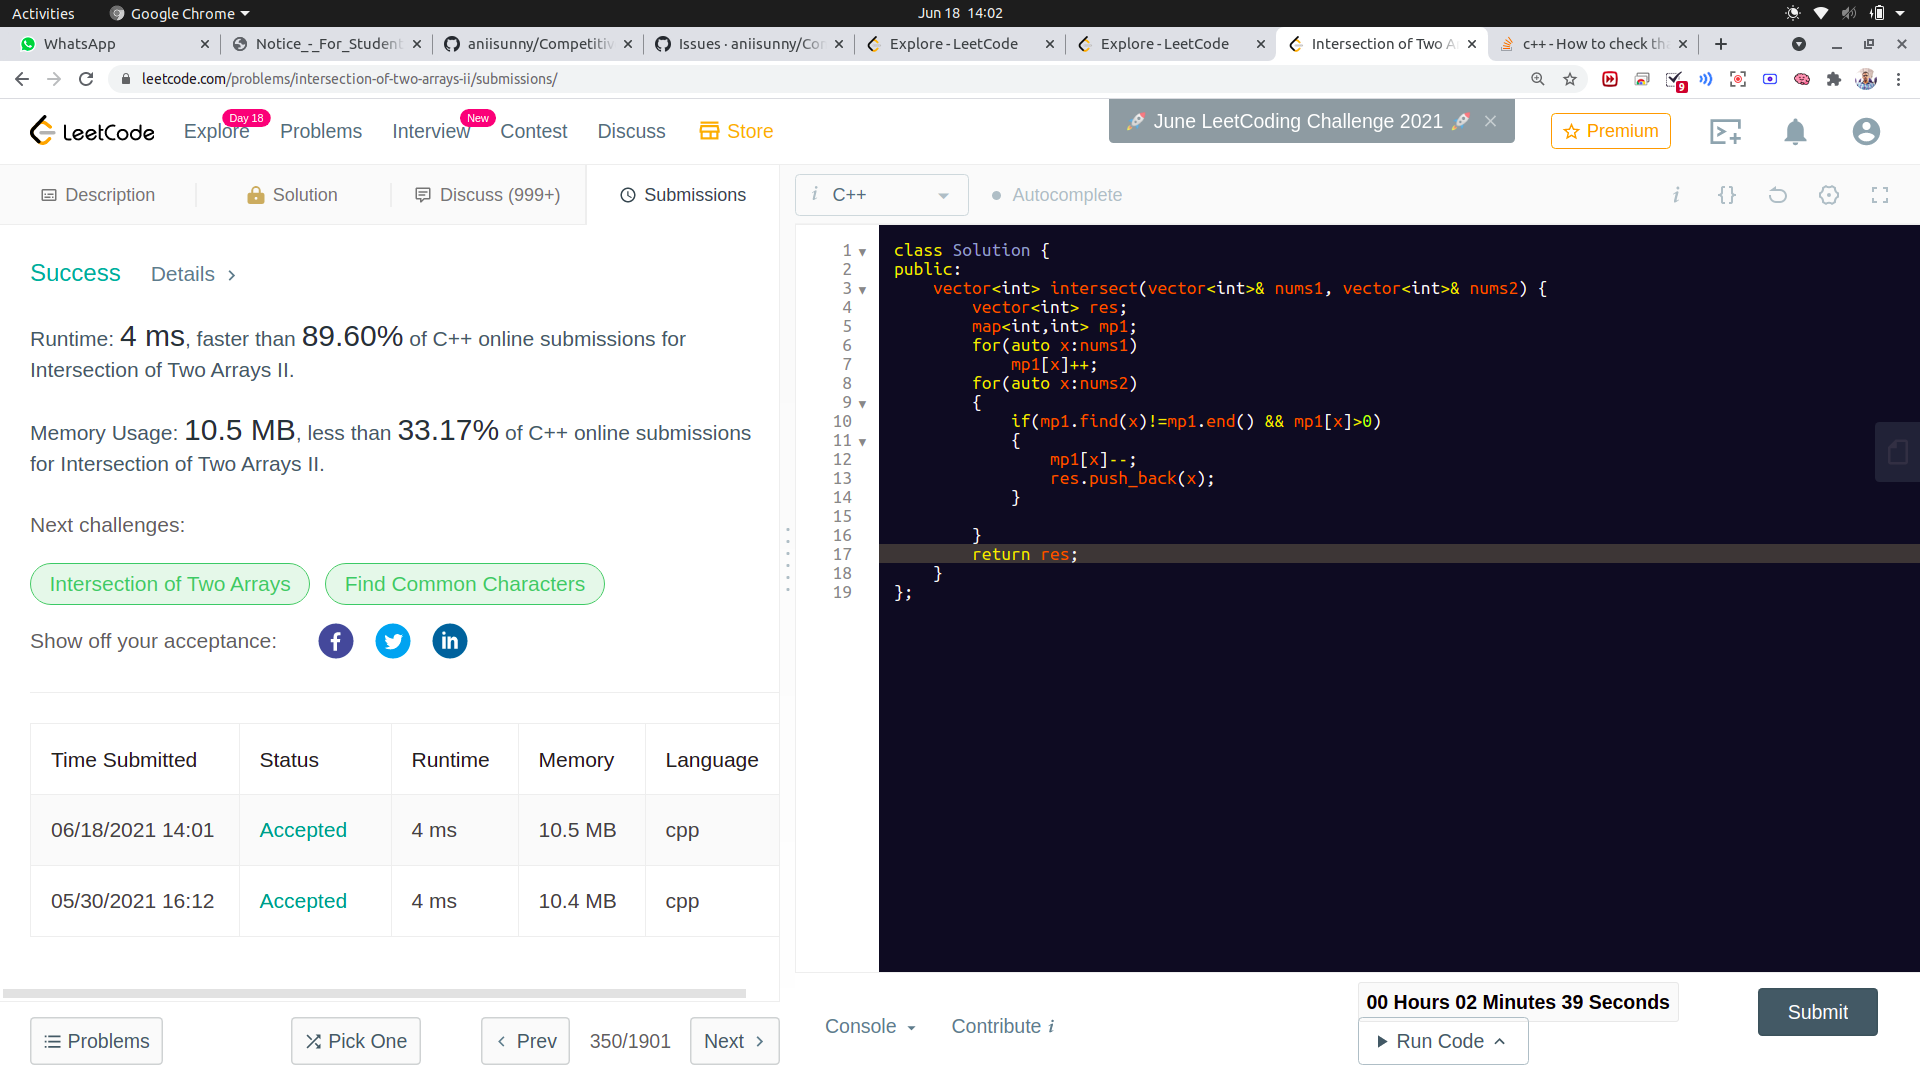 Activities
Google Chrome
Jun 18 14:02
WhatsApp
Notice_-_For_Student
aniisunny/Competitiv
Issues · aniisunny/Cor
Explore - LeetCode
Explore - LeetCode
Intersection of Two A
c++ - How to check tha
leetcode.com/problems/intersection-of-two-arrays-ii/submissions/
9
LeetCode
Explore
Day 18
Problems
Interview
New
Contest
Discuss
Store
🚀 June LeetCoding Challenge 2021 🚀
Premium
Description
Solution
Discuss (999+)
Submissions
i C++
Autocomplete
Success
Details
Runtime: 4 ms, faster than 89.60% of C++ online submissions for
Intersection of Two Arrays II.
Memory Usage: 10.5 MB, less than 33.17% of C++ online submissions
for Intersection of Two Arrays II.
Next challenges:
Intersection of Two Arrays
Find Common Characters
Show off your acceptance:
Time Submitted Status Runtime Memory Language
06/18/2021 14:01 Accepted 4 ms 10.5 MB cpp
05/30/2021 16:12 Accepted 4 ms 10.4 MB cpp
Problems
Pick One
Prev
350/1901
Next
1 class Solution {
2 public:
3     vector<int> intersect(vector<int>& nums1, vector<int>& nums2) {
4         vector<int> res;
5         map<int,int> mp1;
6         for(auto x:nums1)
7             mp1[x]++;
8         for(auto x:nums2)
9         {
10             if(mp1.find(x)!=mp1.end() && mp1[x]>0)
11             {
12                 mp1[x]--;
13                 res.push_back(x);
14             }
15
16         }
17         return res;
18     }
19 };
Console
Contribute i
00 Hours 02 Minutes 39 Seconds
Run Code
Submit